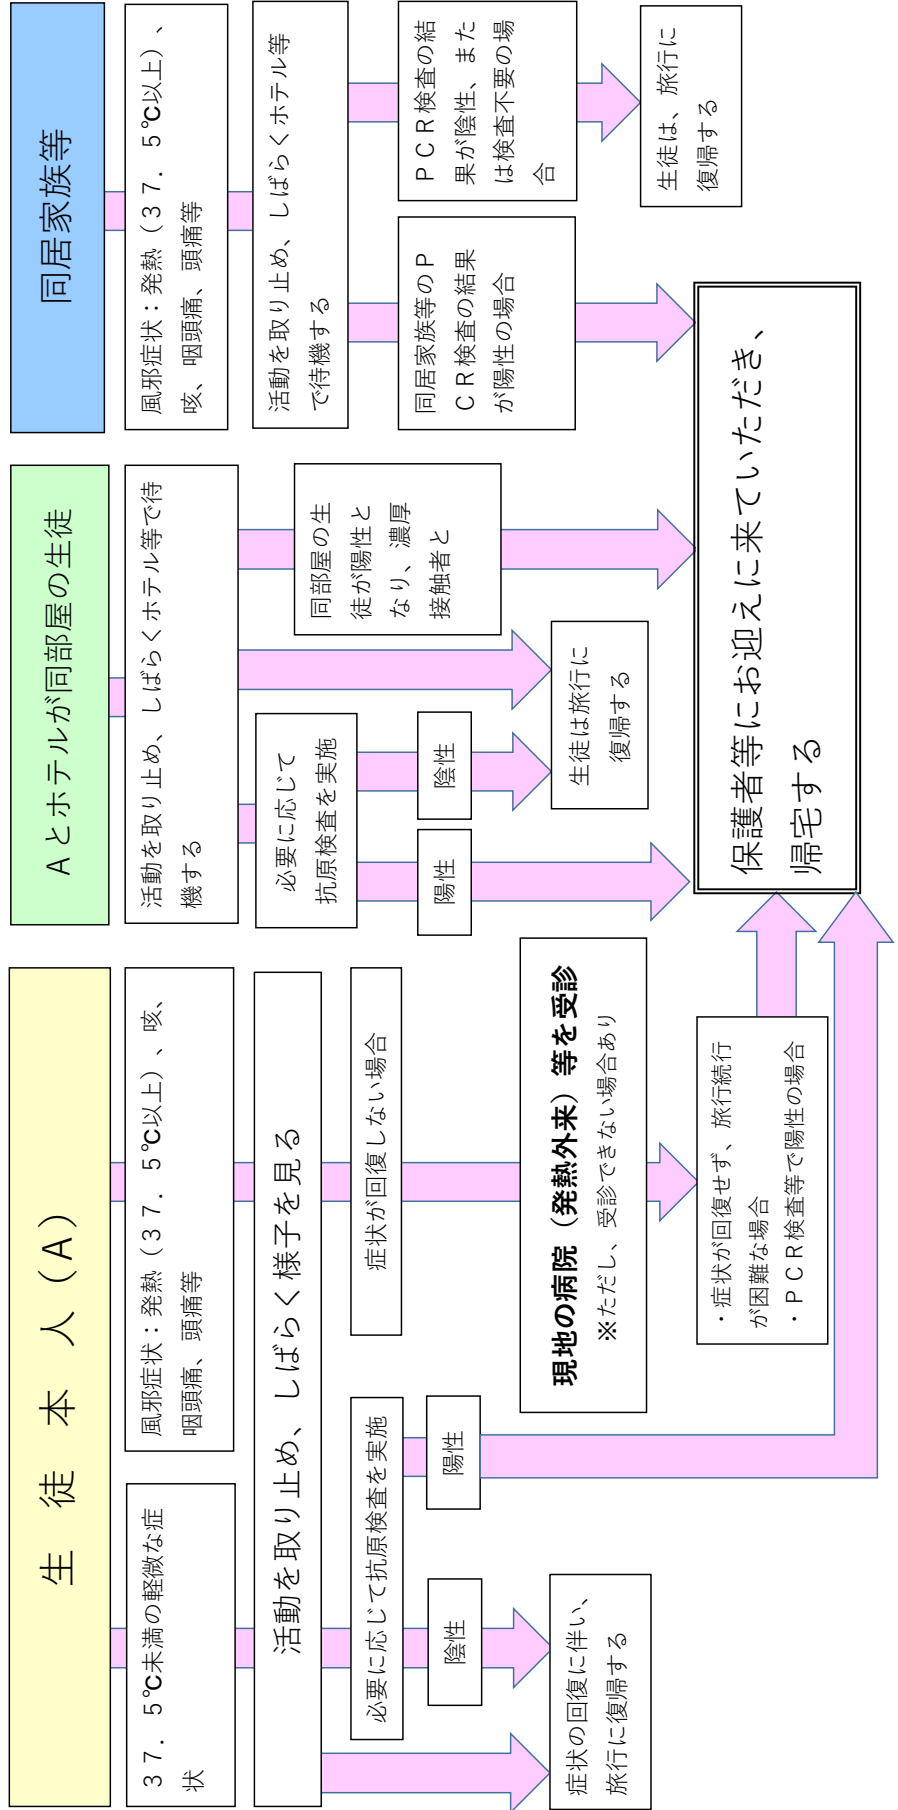 生 徒 本 人 (A)
37．5℃未満の軽微な症
状
風邪症状：発熱（37．5℃以上）、咳、
咽頭痛、頭痛等
活動を取り止め、しばらく様子を見る
必要に応じて抗原検査を実施
陰性
陽性
症状の回復に伴い、
旅行に復帰する
症状が回復しない場合
現地の病院（発熱外来）等を受診
※ただし、受診できない場合あり
・症状が回復せず、旅行続行
が困難な場合
・PCR検査等で陽性の場合
Aとホテルが同部屋の生徒
活動を取り止め、しばらくホテル等で待
機する
必要に応じて
抗原検査を実施
陽性
陰性
生徒は旅行に
復帰する
同部屋の生
徒が陽性と
なり、濃厚
接触者と
同居家族等
風邪症状：発熱（37．5℃以上）、
咳、咽頭痛、頭痛等
活動を取り止め、しばらくホテル等
で待機する
同居家族等のP
CR検査の結果
が陽性の場合
PCR検査の結
果が陰性、また
は検査不要の場
合
生徒は、旅行に
復帰する
保護者等にお迎えに来ていただき、
帰宅する